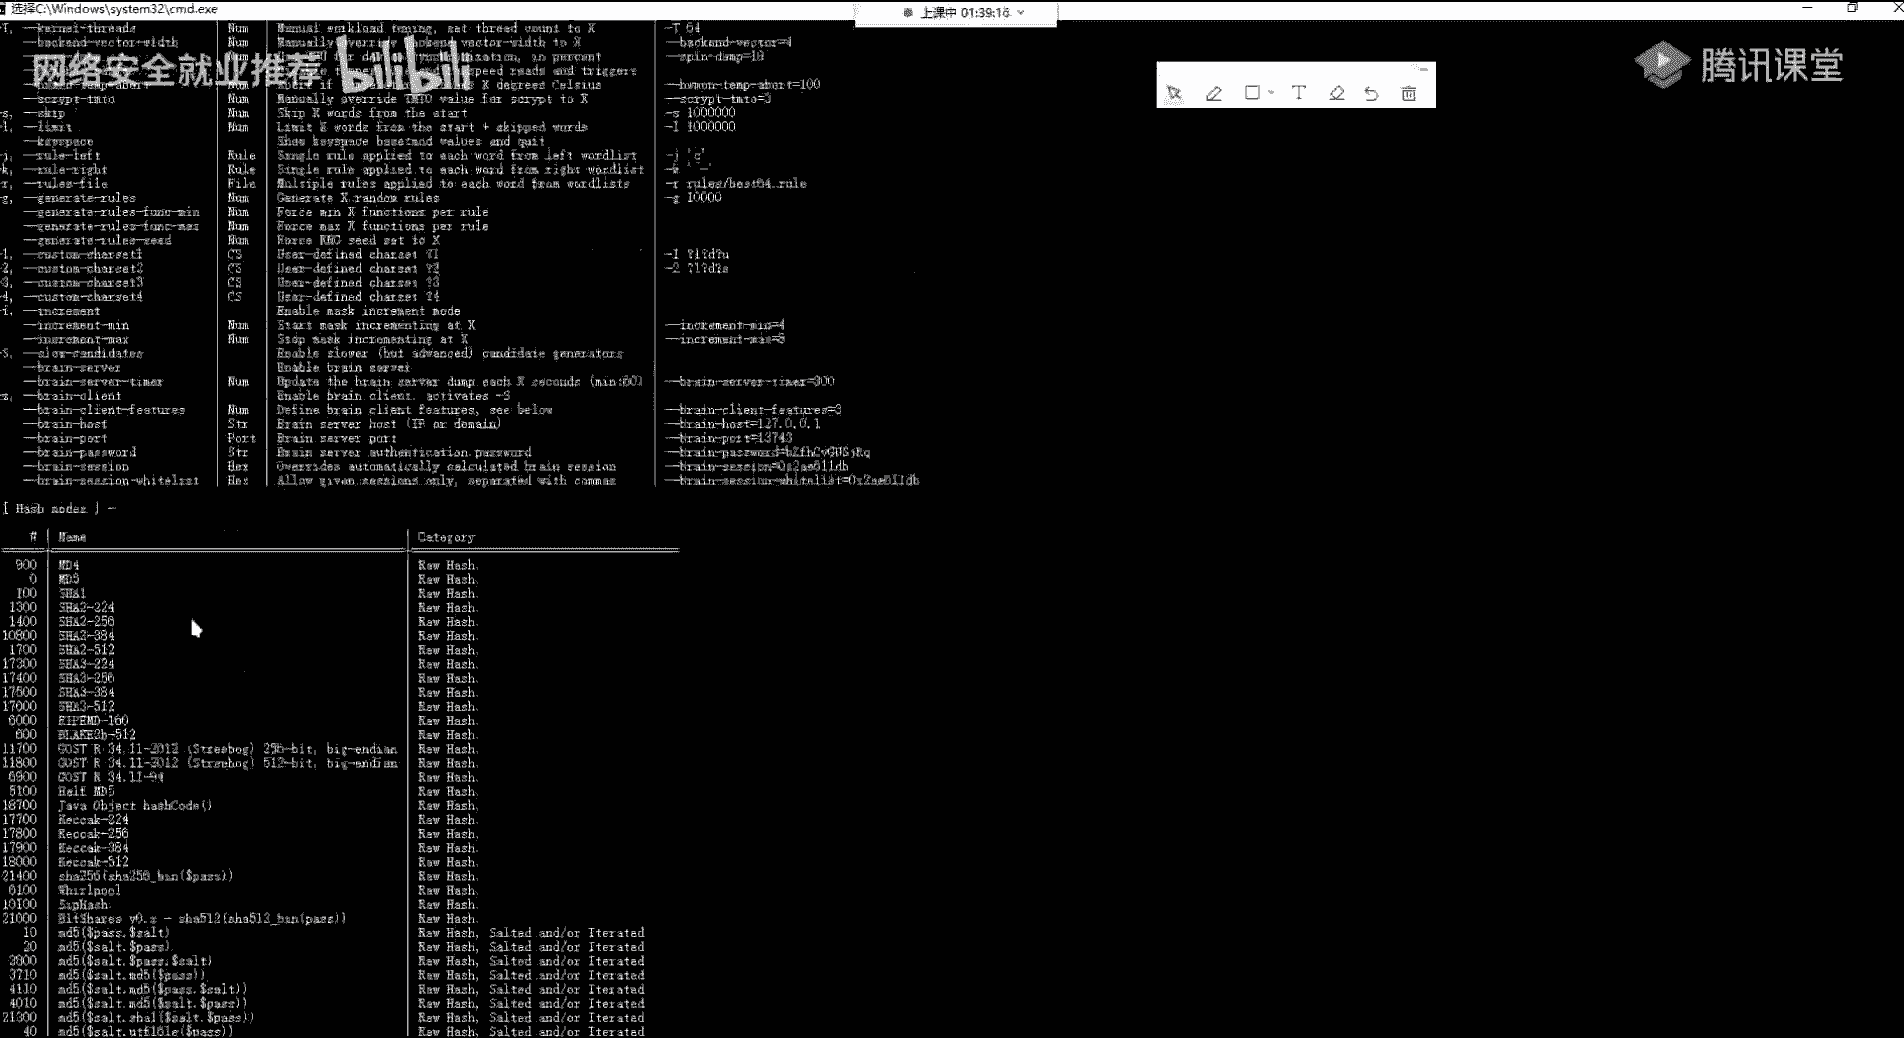 选择C:\Windows\system32\cmd.exe
上课中 01:39:16
腾讯课堂
网络安全就业推荐 bilibili
--kernel-threads | Num | Manual workload tuning, set thread count to X | -T 64
--backend-vector-width | Num | Manually override backend vector-width to X | --backend-vector=4
Num | --spin-damp=10
speed reads and triggers
Num | X degrees Celsius | --hwmon-temp-abort=100
--scrypt-tmto | Num | Manually override TMTO value for scrypt to X | --scrypt-tmto=3
-s, --skip | Num | Skip X words from the start | -s 1000000
-l, --limit | Num | Limit X words from the start + skipped words | -l 1000000
--keyspace | | Show keyspace base:mod values and quit
-j, --rule-left | Rule | Single rule applied to each word from left wordlist | -j 'c'
-k, --rule-right | Rule | Single rule applied to each word from right wordlist | -k
-r, --rules-file | File | Multiple rules applied to each word from wordlists | -r rules/best64.rule
-g, --generate-rules | Num | Generate X random rules | -g 10000
--generate-rules-func-min | Num | Force min X functions per rule
--generate-rules-func-max | Num | Force max X functions per rule
--generate-rules-seed | Num | Force RNG seed set to X
-1, --custom-charset1 | CS | User-defined charset ?1 | -1 ?l?d?u
-2, --custom-charset2 | CS | User-defined charset ?2 | -2 ?l?d?s
-3, --custom-charset3 | CS | User-defined charset ?3
-4, --custom-charset4 | CS | User-defined charset ?4
-i, --increment | | Enable mask increment mode
--increment-min | Num | Start mask incrementing at X | --increment-min=4
--increment-max | Num | Stop mask incrementing at X | --increment-max=8
-S, --slow-candidates | | Enable slower (but advanced) candidate generators
--brain-server | | Enable brain server
--brain-server-timer | Num | Update the brain server dump each X seconds (min:60) | --brain-server-timer=300
-z, --brain-client | | Enable brain client, activates -S
--brain-client-features | Num | Define brain client features, see below | --brain-client-features=3
--brain-host | Str | Brain server host (IP or domain) | --brain-host=127.0.0.1
--brain-port | Port | Brain server port | --brain-port=13743
--brain-password | Str | Brain server authentication password | --brain-password=bZfhCvGUSjRq
--brain-session | Hex | Overrides automatically calculated brain session | --brain-session=0x2ae611db
--brain-session-whitelist | Hex | Allow given sessions only, separated with commas | --brain-session-whitelist=0x2ae611db
[ Hash modes ] -
# | Name | Category
900 | MD4 | Raw Hash
0 | MD5 | Raw Hash
100 | SHA1 | Raw Hash
1300 | SHA2-224 | Raw Hash
1400 | SHA2-256 | Raw Hash
10800 | SHA2-384 | Raw Hash
1700 | SHA2-512 | Raw Hash
17300 | SHA3-224 | Raw Hash
17400 | SHA3-256 | Raw Hash
17500 | SHA3-384 | Raw Hash
17600 | SHA3-512 | Raw Hash
6000 | RIPEMD-160 | Raw Hash
600 | BLAKE2b-512 | Raw Hash
11700 | GOST R 34.11-2012 (Streebog) 256-bit, big-endian | Raw Hash
11800 | GOST R 34.11-2012 (Streebog) 512-bit, big-endian | Raw Hash
6900 | GOST R 34.11-94 | Raw Hash
5100 | Half MD5 | Raw Hash
18700 | Java Object hashCode() | Raw Hash
17700 | Keccak-224 | Raw Hash
17800 | Keccak-256 | Raw Hash
17900 | Keccak-384 | Raw Hash
18000 | Keccak-512 | Raw Hash
21400 | sha256(sha256_bin($pass)) | Raw Hash
6100 | Whirlpool | Raw Hash
10100 | SipHash | Raw Hash
21000 | BitShares v0.x - sha512(sha512_bin(pass)) | Raw Hash
10 | md5($pass.$salt) | Raw Hash, Salted and/or Iterated
20 | md5($salt.$pass) | Raw Hash, Salted and/or Iterated
3800 | md5($salt.$pass.$salt) | Raw Hash, Salted and/or Iterated
3710 | md5($salt.md5($pass)) | Raw Hash, Salted and/or Iterated
4110 | md5($salt.md5($pass.$salt)) | Raw Hash, Salted and/or Iterated
4010 | md5($salt.md5($salt.$pass)) | Raw Hash, Salted and/or Iterated
21300 | md5($salt.sha1($salt.$pass)) | Raw Hash, Salted and/or Iterated
40 | md5($salt.utf16le($pass)) | Raw Hash, Salted and/or Iterated